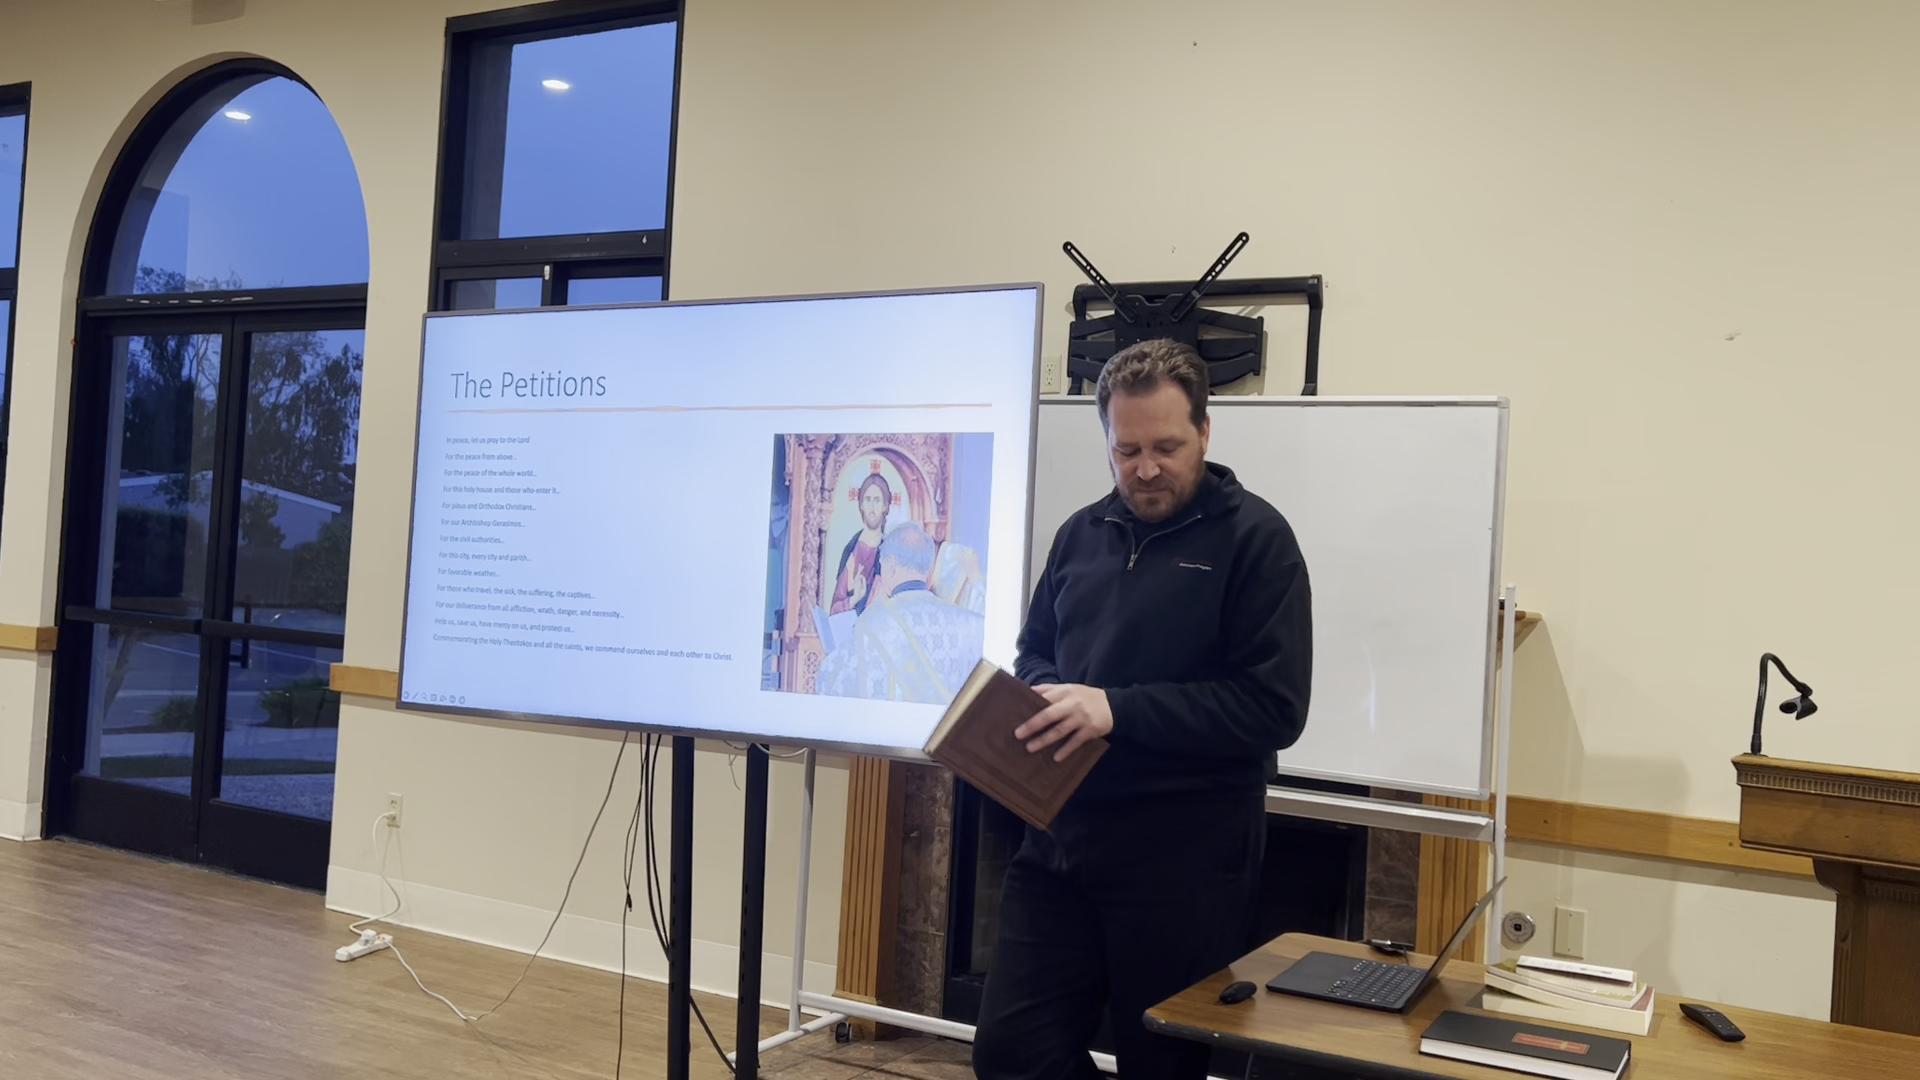 The Petitions
In peace, let us pray to the Lord
For the peace from above...
For the peace of the whole world...
For this holy house and those who enter it...
For pious and Orthodox Christians...
For our Archbishop Gerasimos...
For the civil authorities...
For this city, every city and parish...
For favorable weather...
For those who travel, the sick, the suffering, the captives...
For our deliverance from all affliction, wrath, danger, and necessity...
Help us, save us, have mercy on us, and protect us...
Commemorating the Holy Theotokos and all the saints, we commend ourselves and each other to Christ.